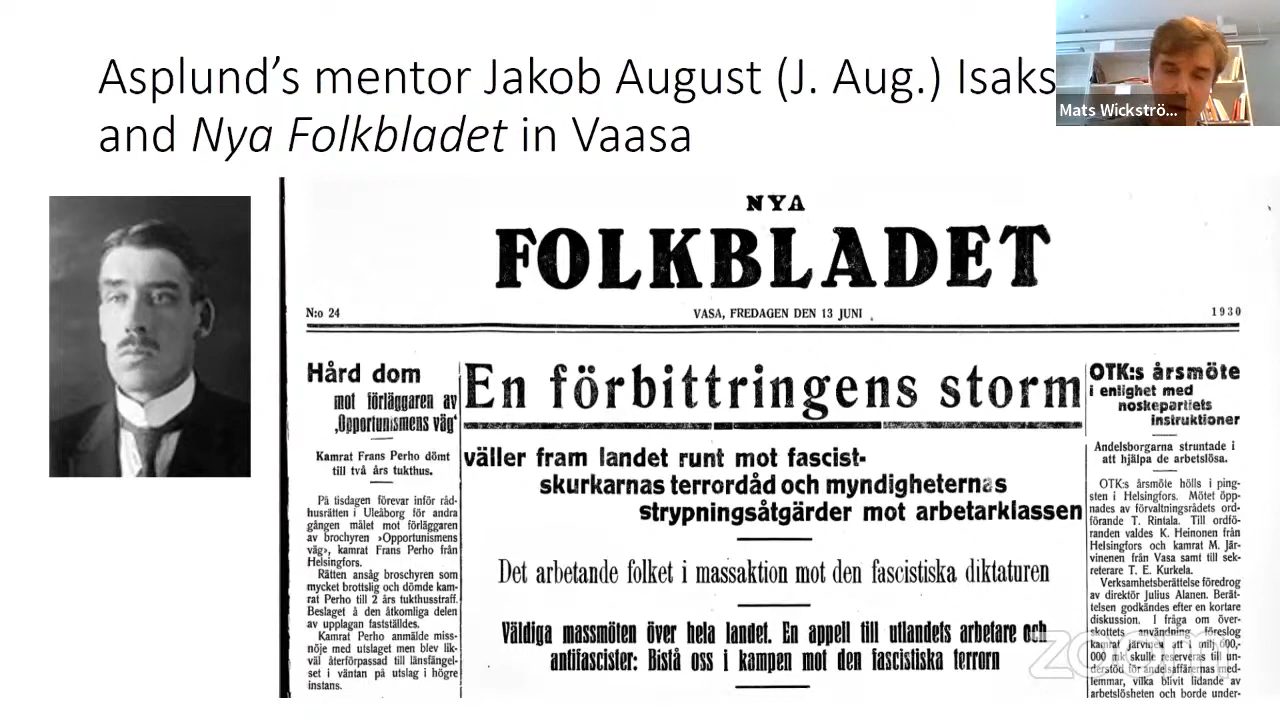 Asplund's mentor Jakob August (J. Aug.) Isaks
and Nya Folkbladet in Vaasa
Mats Wickströ...
NYA
FOLKBLADET
N:o 24
VASA, FREDAGEN DEN 13 JUNI
1930
Hård dom
mot förläggaren av
‚Opportunismens väg'
Kamrat Frans Perho dömt
till två års tukthus.
På tisdagen förevar inför råd-
husrätten i Uleåborg för andra
gången målet mot förläggaren
av brochyren »Opportunismens
väg», kamrat Frans Perho från
Helsingfors.
Rätten ansåg broschyren som
mycket brottslig och dömde kam-
rat Perho till 2 års tukthusstraff.
Beslaget å den åtkomliga delen
av upplagan fastställdes.
Kamrat Perho anmälde miss-
nöje med utslaget men blev lik-
väl återförpassad till länsfängel-
set i väntan på utslag i högre
instans.
En förbittringens storm
väller fram landet runt mot fascist-
skurkarnas terrordåd och myndigheternas
strypningsåtgärder mot arbetarklassen
Det arbetande folket i massaktion mot den fascistiska diktaturen
Väldiga massmöten över hela landet. En appell till utlandets arbetare och
antifascister: Bistå oss i kampen mot den fascistiska terrorn
OTK:s årsmöte
i enlighet med
noskepartiets
instruktioner
Andelsborgarna struntade i
att hjälpa de arbetslösa.
OTK:s årsmöte hölls i ping-
sten i Helsingfors. Mötet öpp-
nades av förvaltningsrådets ord-
förande T. Rintala. Till ordfö-
randen valdes K. Heinonen från
Helsingfors och kamrat M. Jär-
vinenen från Vasa samt till sek-
reterare T. E. Kurkela.
Verksamhetsberättelse föredrog
av direktör Julius Alanen. Berät-
telsen godkändes efter en kortare
diskussion. I fråga om över-
skottets användning föreslog
kamrat Järvinen att 1 milj. 600,-
000 mk skulle reserveras till un-
derstöd för andelsaffärernas med-
lemmar, vilka blivit lidande av
arbetslösheten och borde under-
zoom